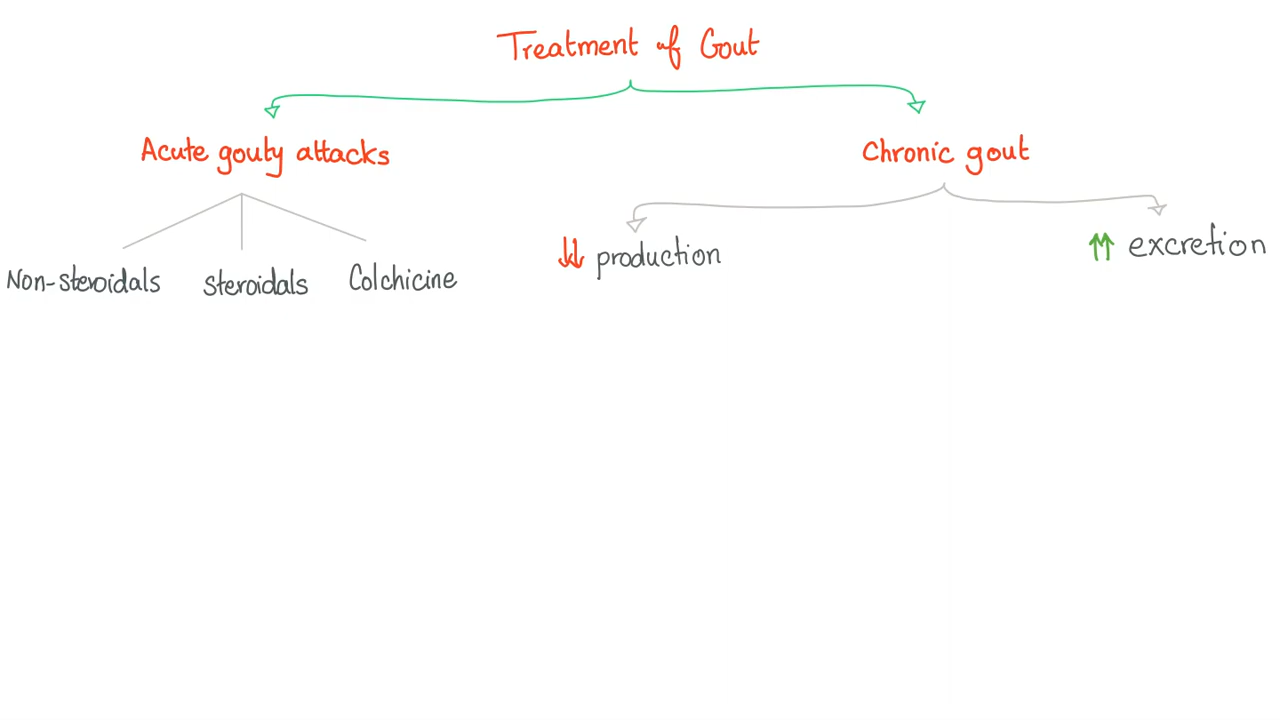 Treatment of Gout
Acute gouty attacks
Chronic gout
Non-steroidals
Steroidals
Colchicine
↓↓ production
↑↑ excretion